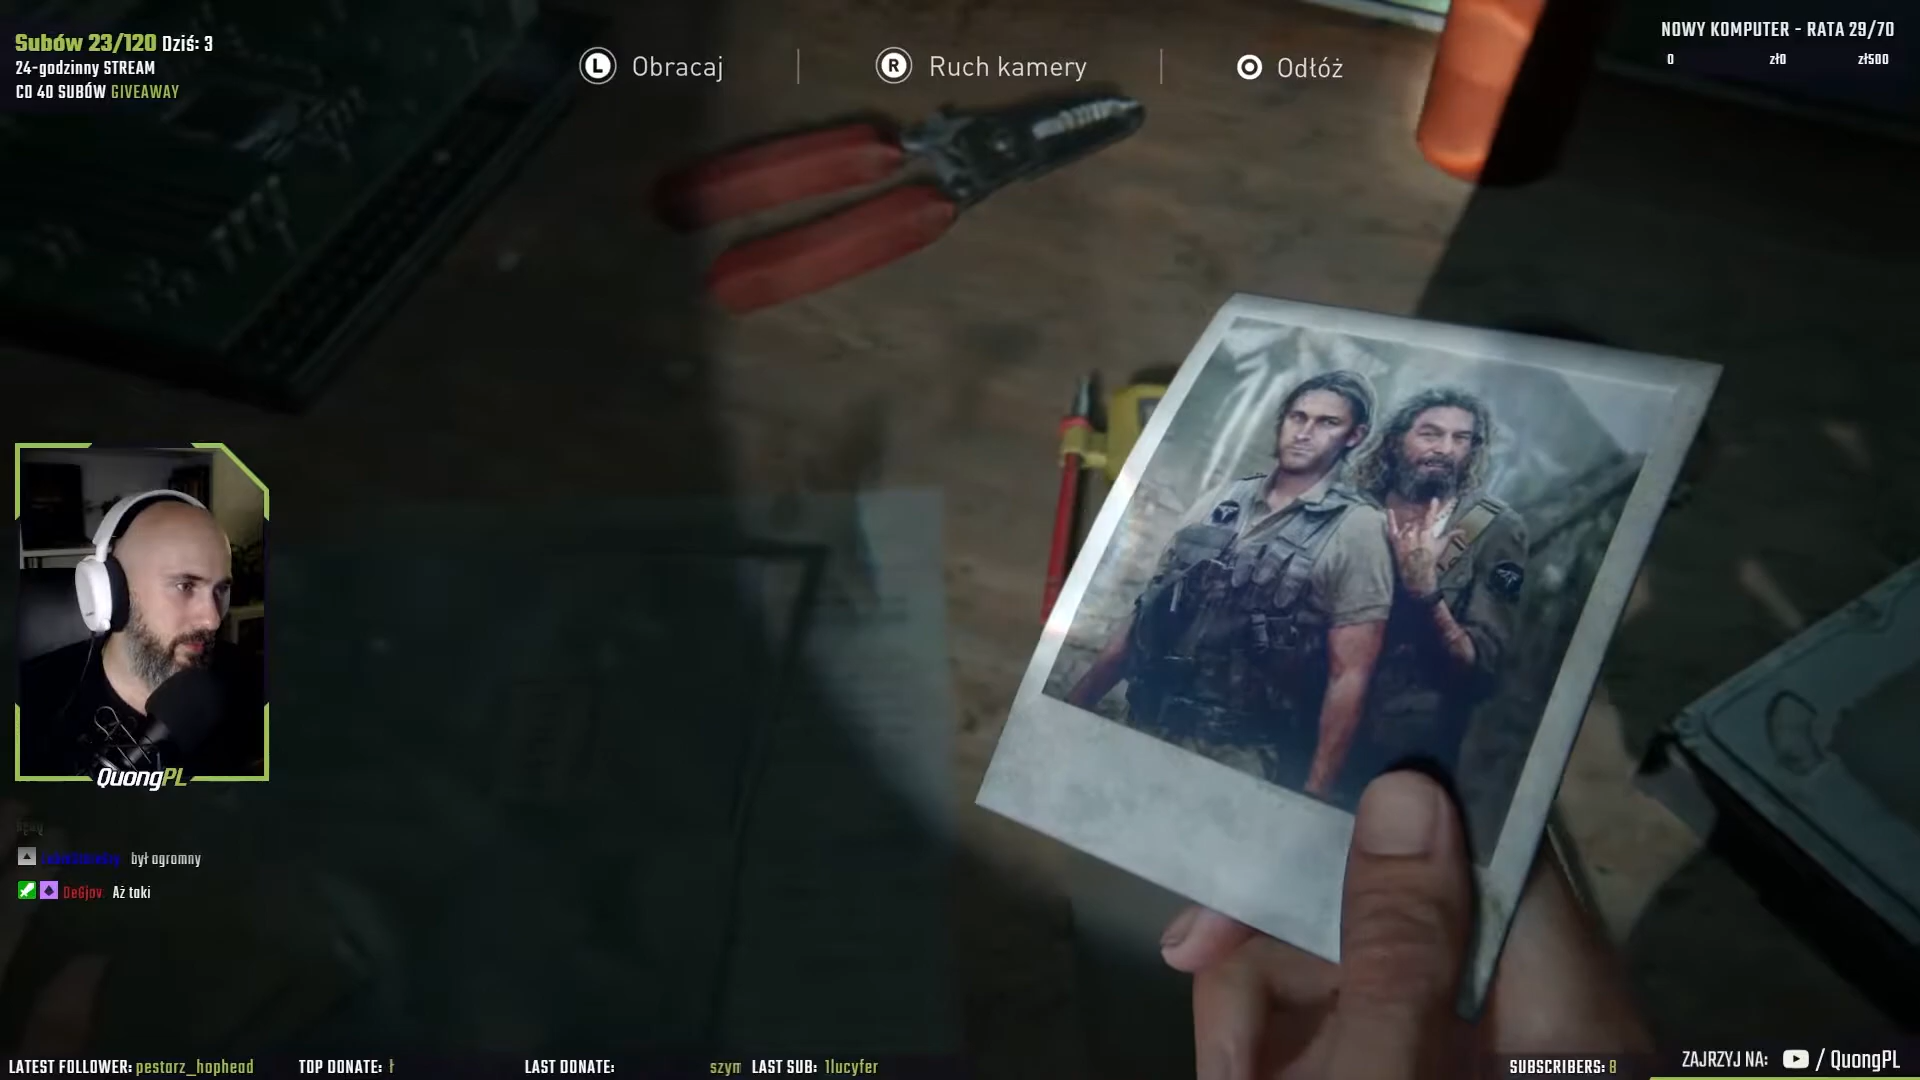 Subów 23/120 Dziś: 3
24-godzinny STREAM
CO 40 SUBÓW GIVEAWAY
L Obracaj
R Ruch kamery
Odłóż
NOWY KOMPUTER - RATA 29/70
0 zł0 zł500
QuongPL
był ogromny
DeGjov: Aż taki
LATEST FOLLOWER: pestarz_hophead
TOP DONATE:
LAST DONATE: szym
LAST SUB: 1lucyfer
SUBSCRIBERS: 8
ZAJRZYJ NA: / QuongPL